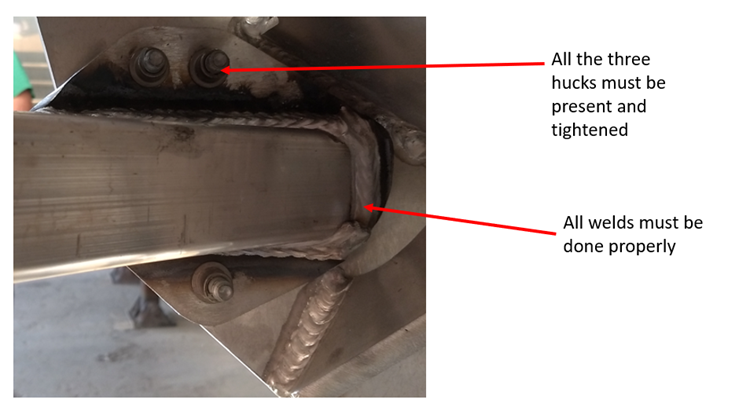 All the three
hucks must be
present and
tightened
All welds must be
done properly